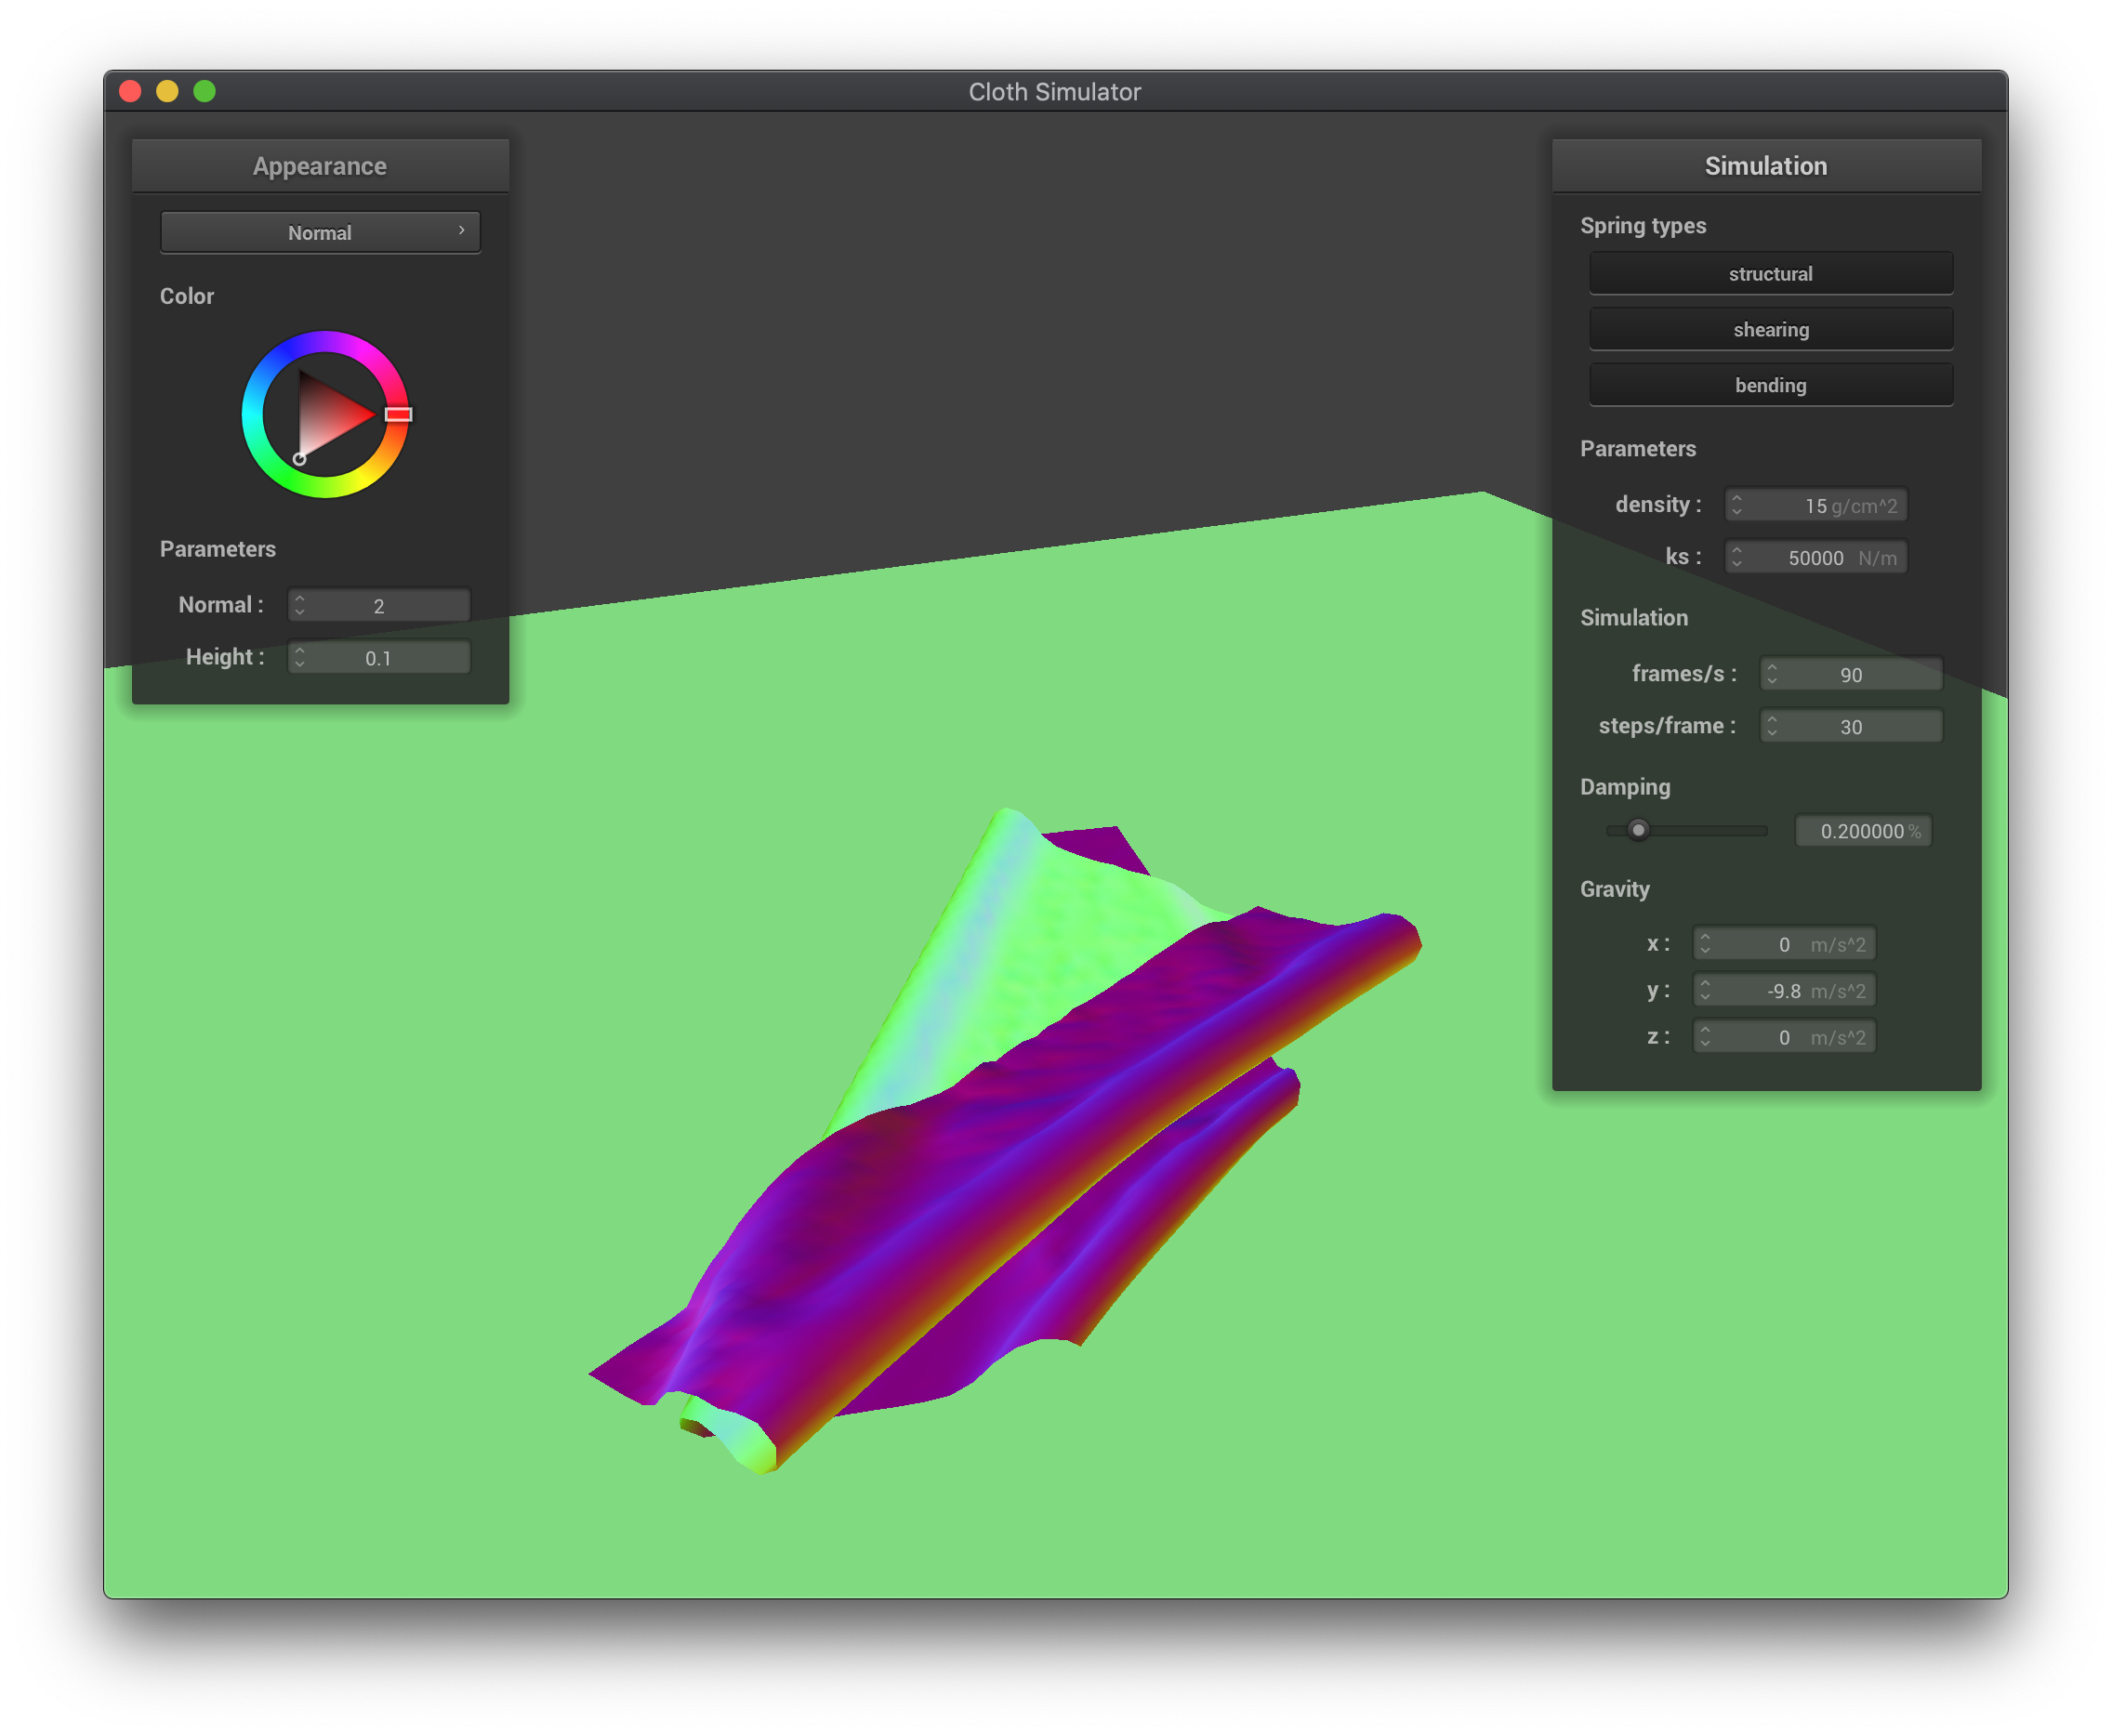 Cloth Simulator
Appearance
Normal
Color
Parameters
Normal : 2
Height : 0.1
Simulation
Spring types
structural
shearing
bending
Parameters
density : 15 g/cm^2
ks : 50000 N/m
Simulation
frames/s : 90
steps/frame : 30
Damping
0.200000 %
Gravity
x : 0 m/s^2
y : -9.8 m/s^2
z : 0 m/s^2